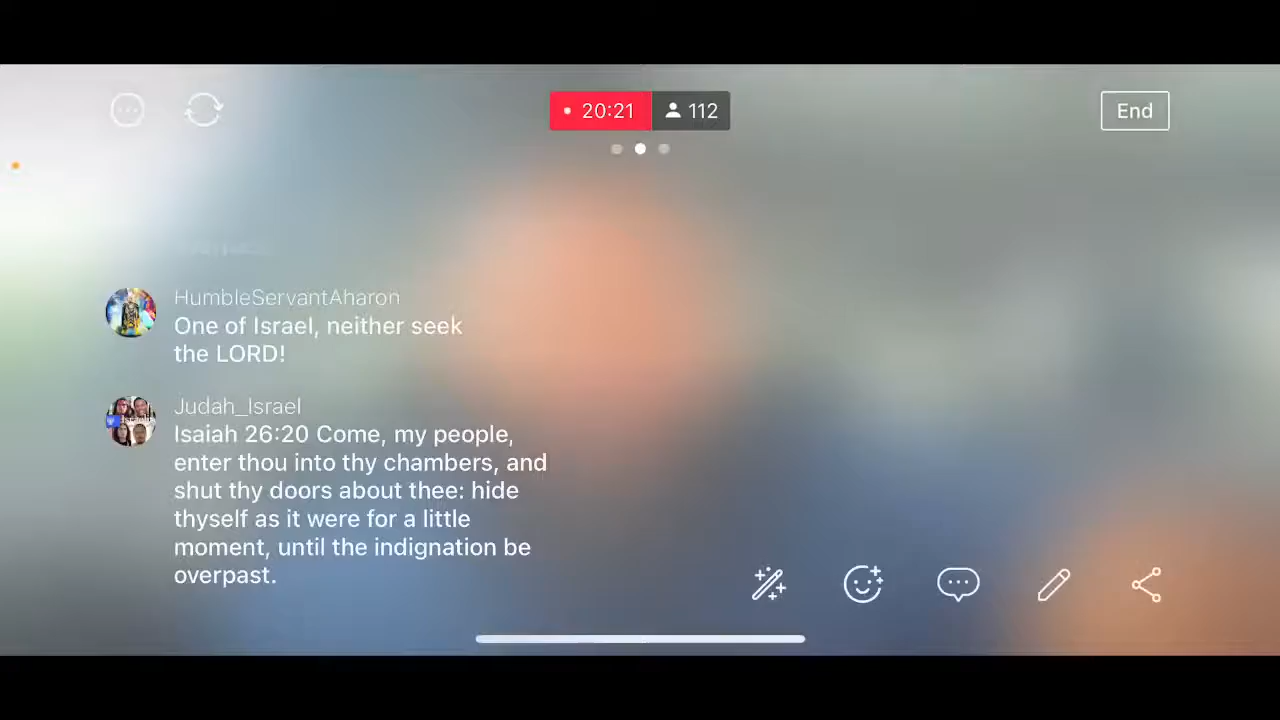 20:21
112
End
HumbleServantAharon
One of Israel, neither seek
the LORD!
Judah_Israel
Isaiah 26:20 Come, my people,
enter thou into thy chambers, and
shut thy doors about thee: hide
thyself as it were for a little
moment, until the indignation be
overpast.